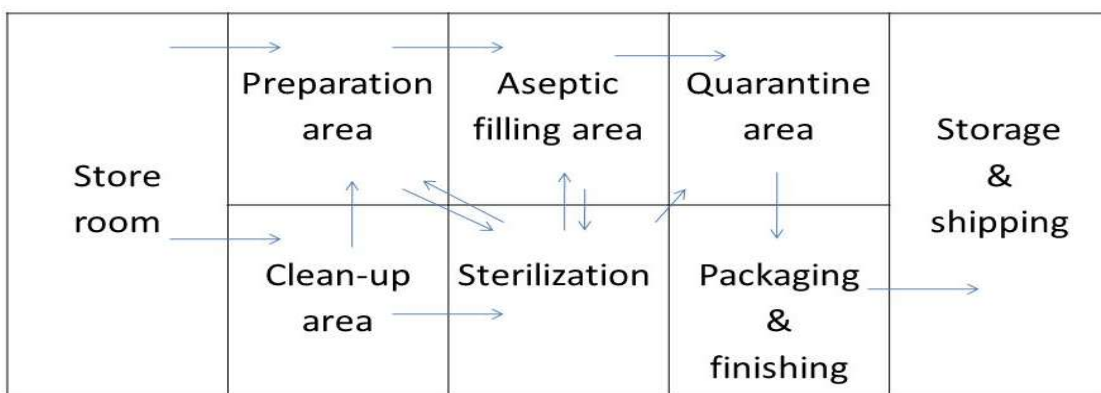 Store
room
Preparation
area
Aseptic
filling area
Quarantine
area
Clean-up
area
Sterilization
Packaging
&
finishing
Storage
&
shipping